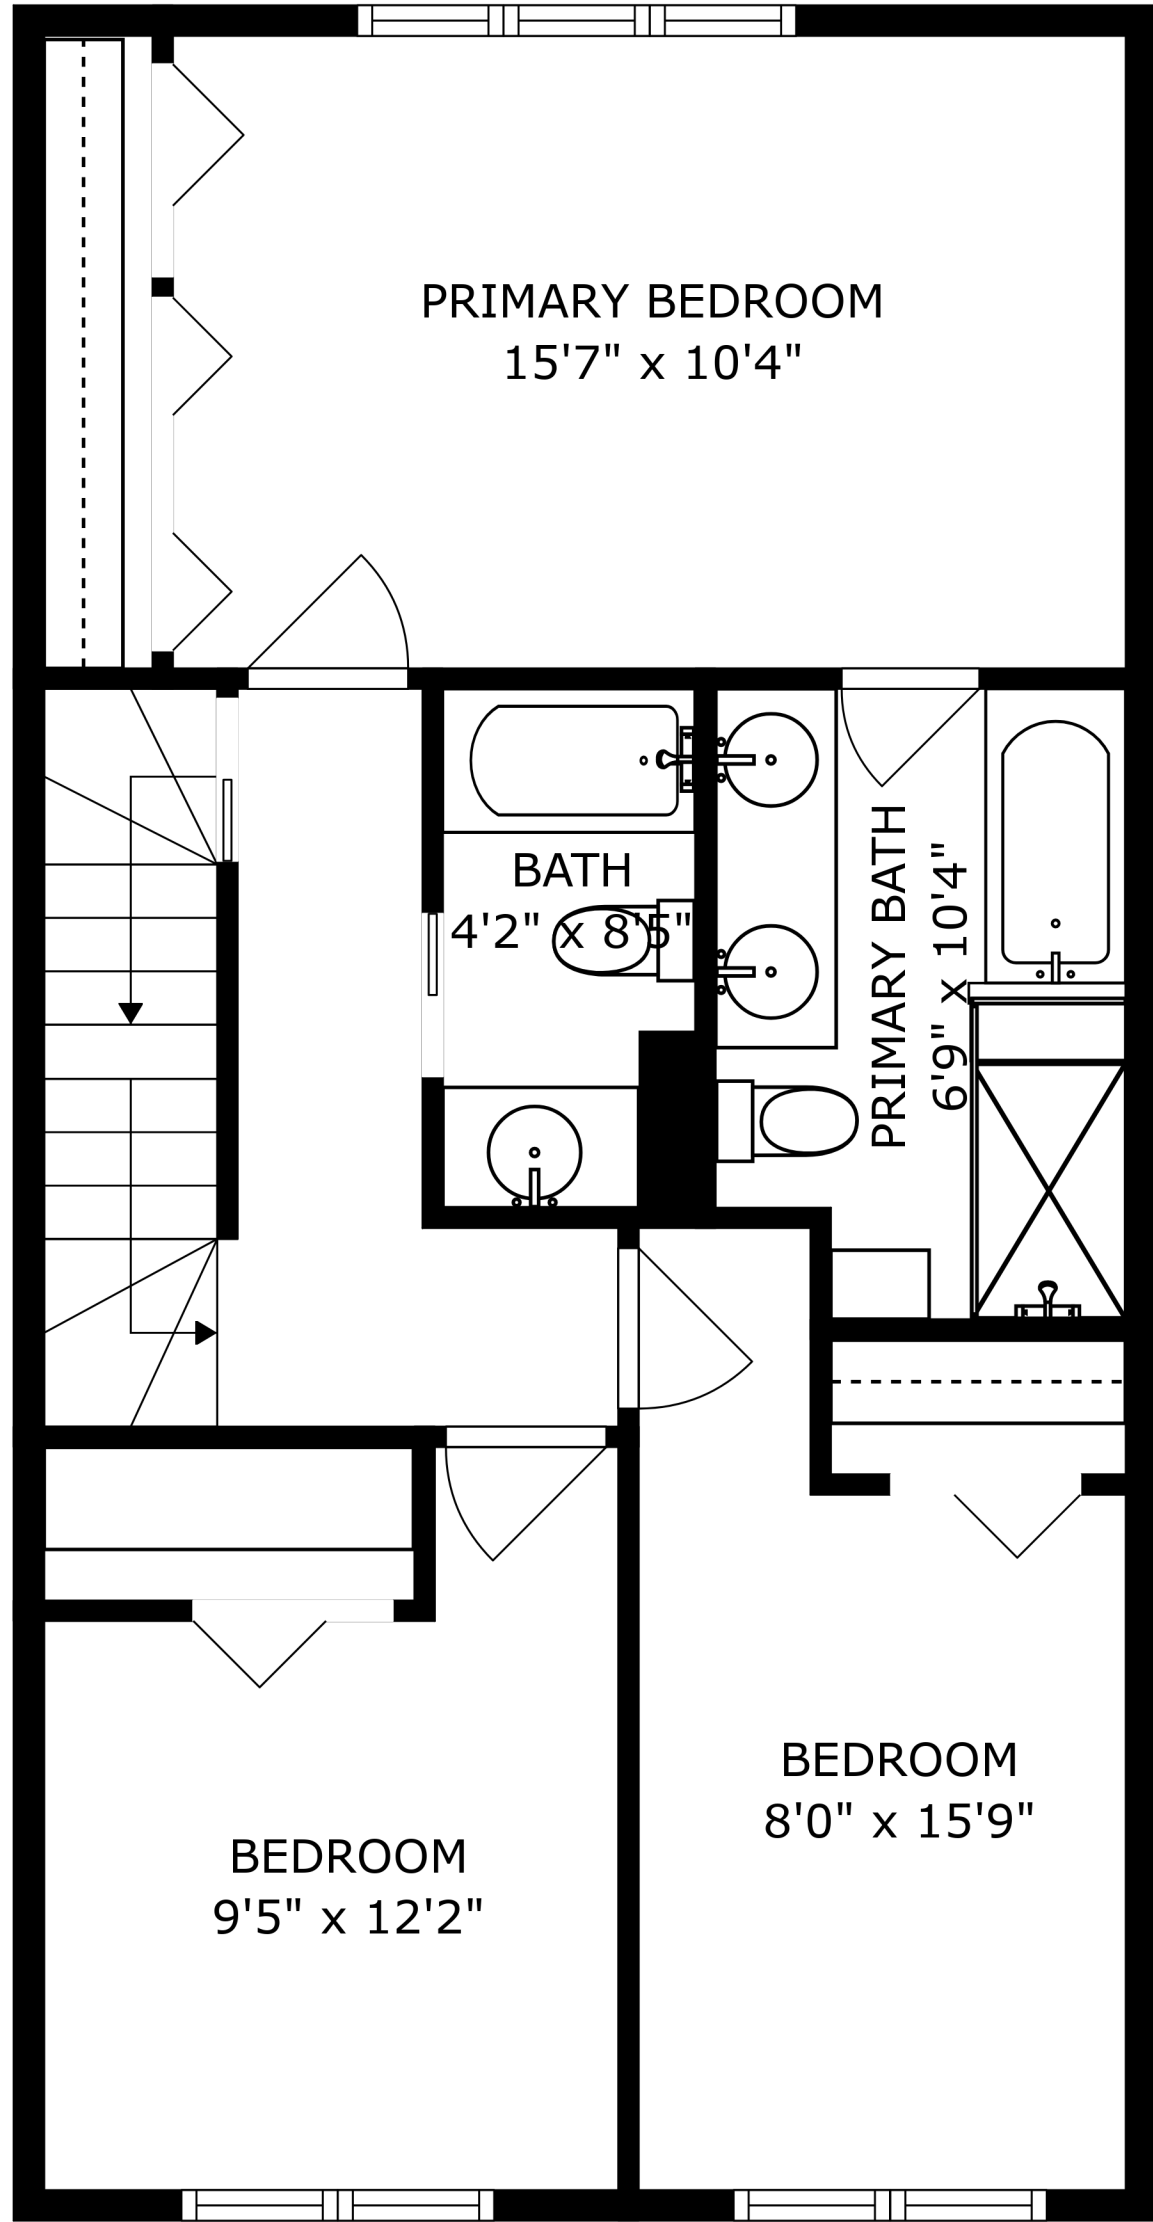 PRIMARY BEDROOM
15'7" x 10'4"
BATH
4'2" x 8'5"
PRIMARY BATH
6'9" x 10'4"
BEDROOM
8'0" x 15'9"
BEDROOM
9'5" x 12'2"